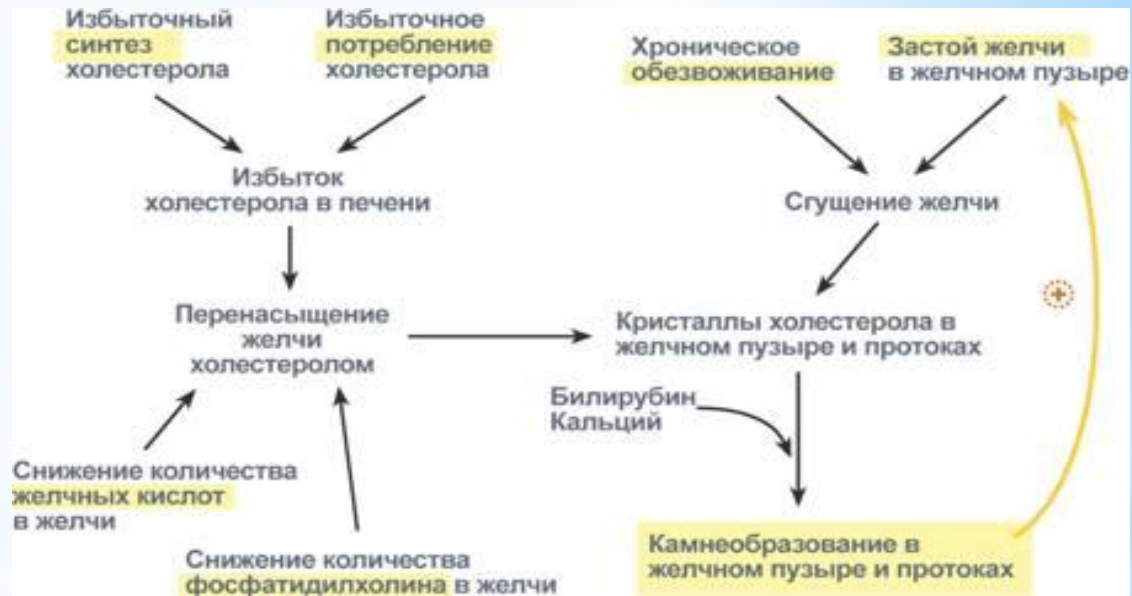 Избыточный
синтез
холестерола
Избыточное
потребление
холестерола
Хроническое
обезвоживание
Застой желчи
в желчном пузыре
Избыток
холестерола в печени
Сгущение желчи
Перенасыщение
желчи
холестеролом
Кристаллы холестерола в
желчном пузыре и протоках
Билирубин
Кальций
Снижение количества
желчных кислот
в желчи
Снижение количества
фосфатидилхолина в желчи
Камнеобразование в
желчном пузыре и протоках